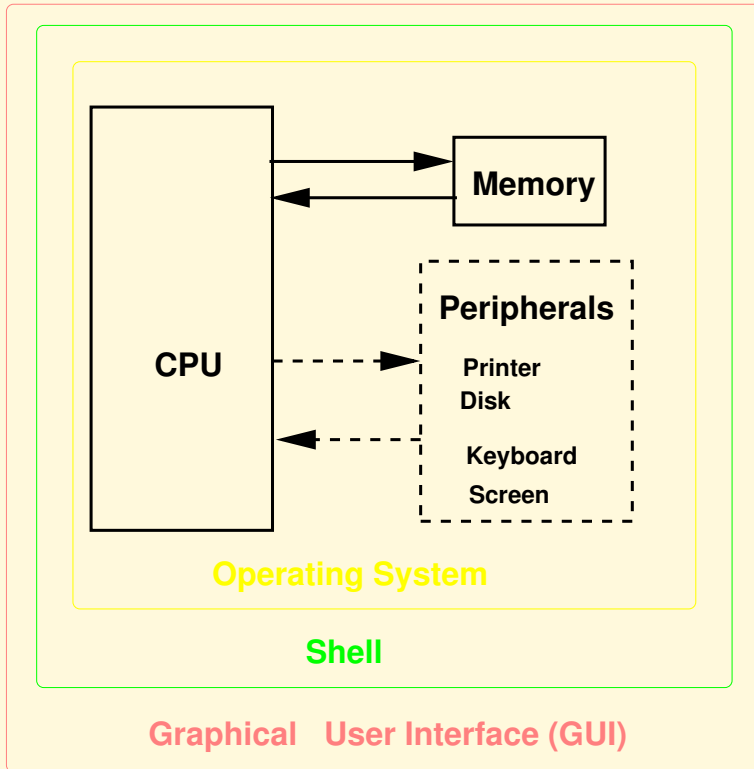 Memory
Peripherals
CPU
Printer
Disk
Keyboard
Screen
Operating System
Shell
Graphical User Interface (GUI)